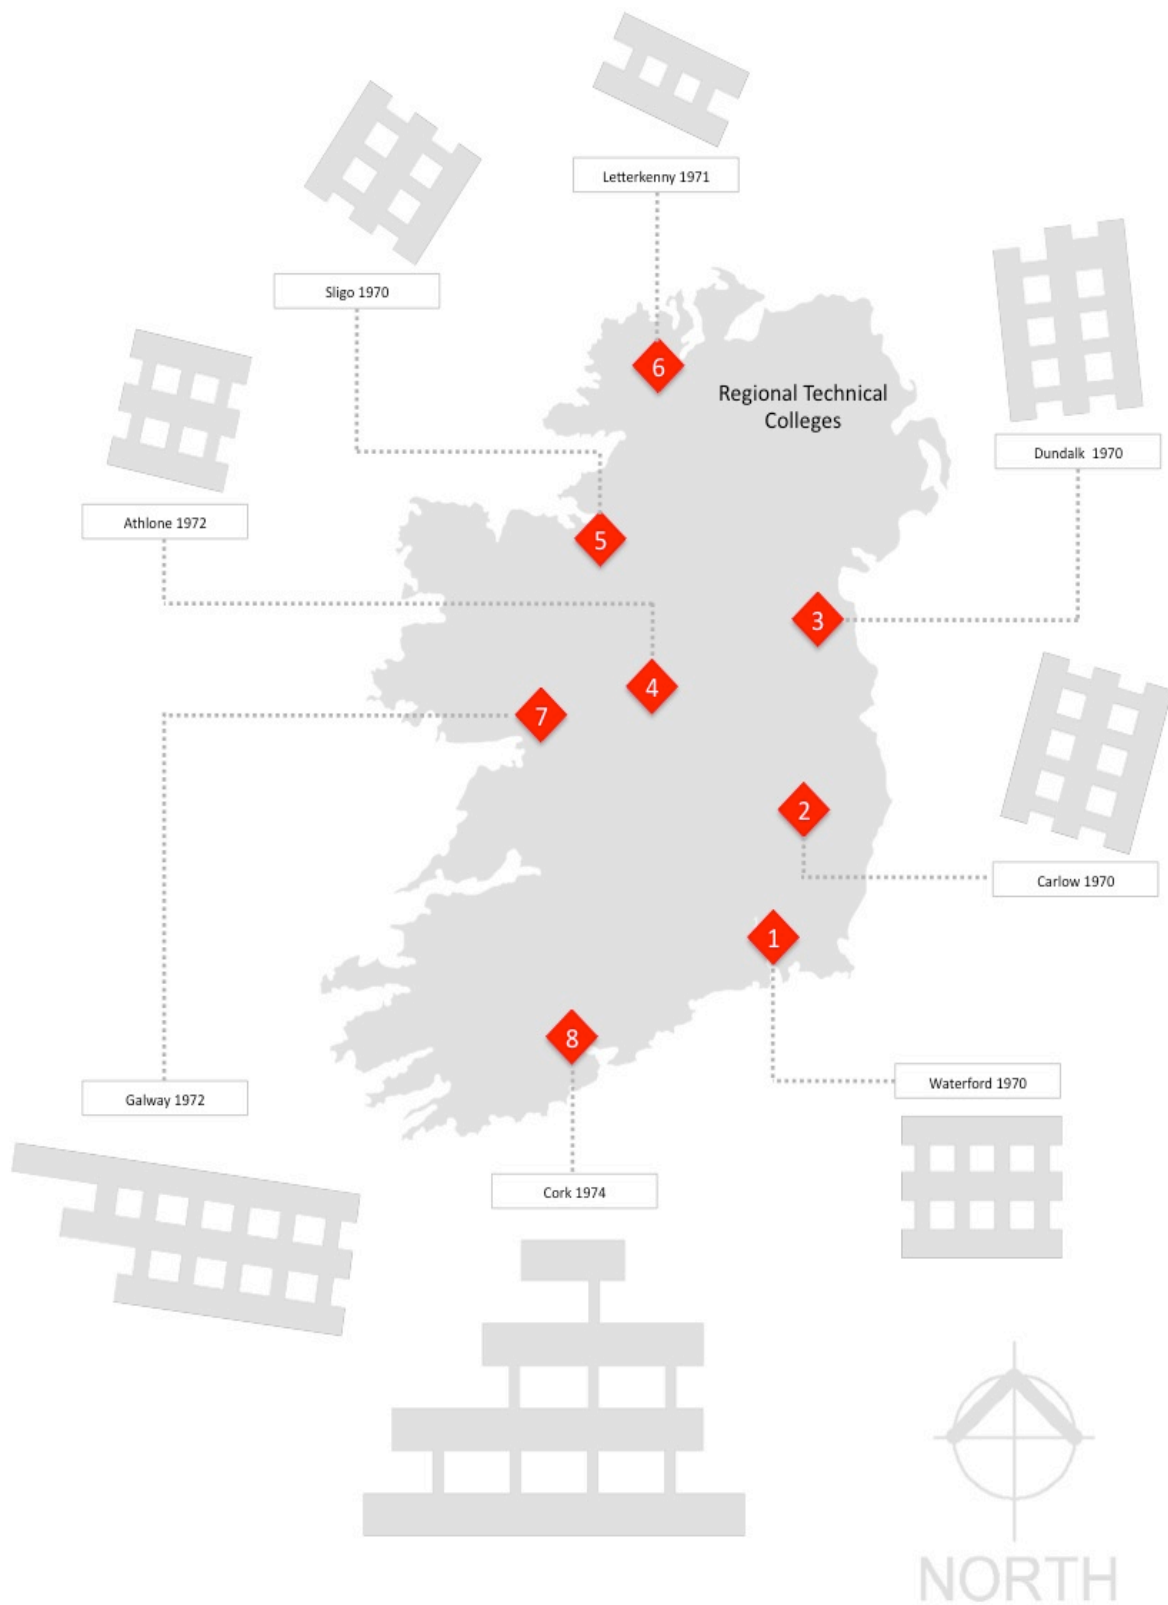 Letterkenny 1971
Sligo 1970
6
Regional Technical
Colleges
Dundalk  1970
Athlone 1972
5
3
4
7
2
Carlow 1970
1
8
Waterford 1970
Galway 1972
Cork 1974
NORTH